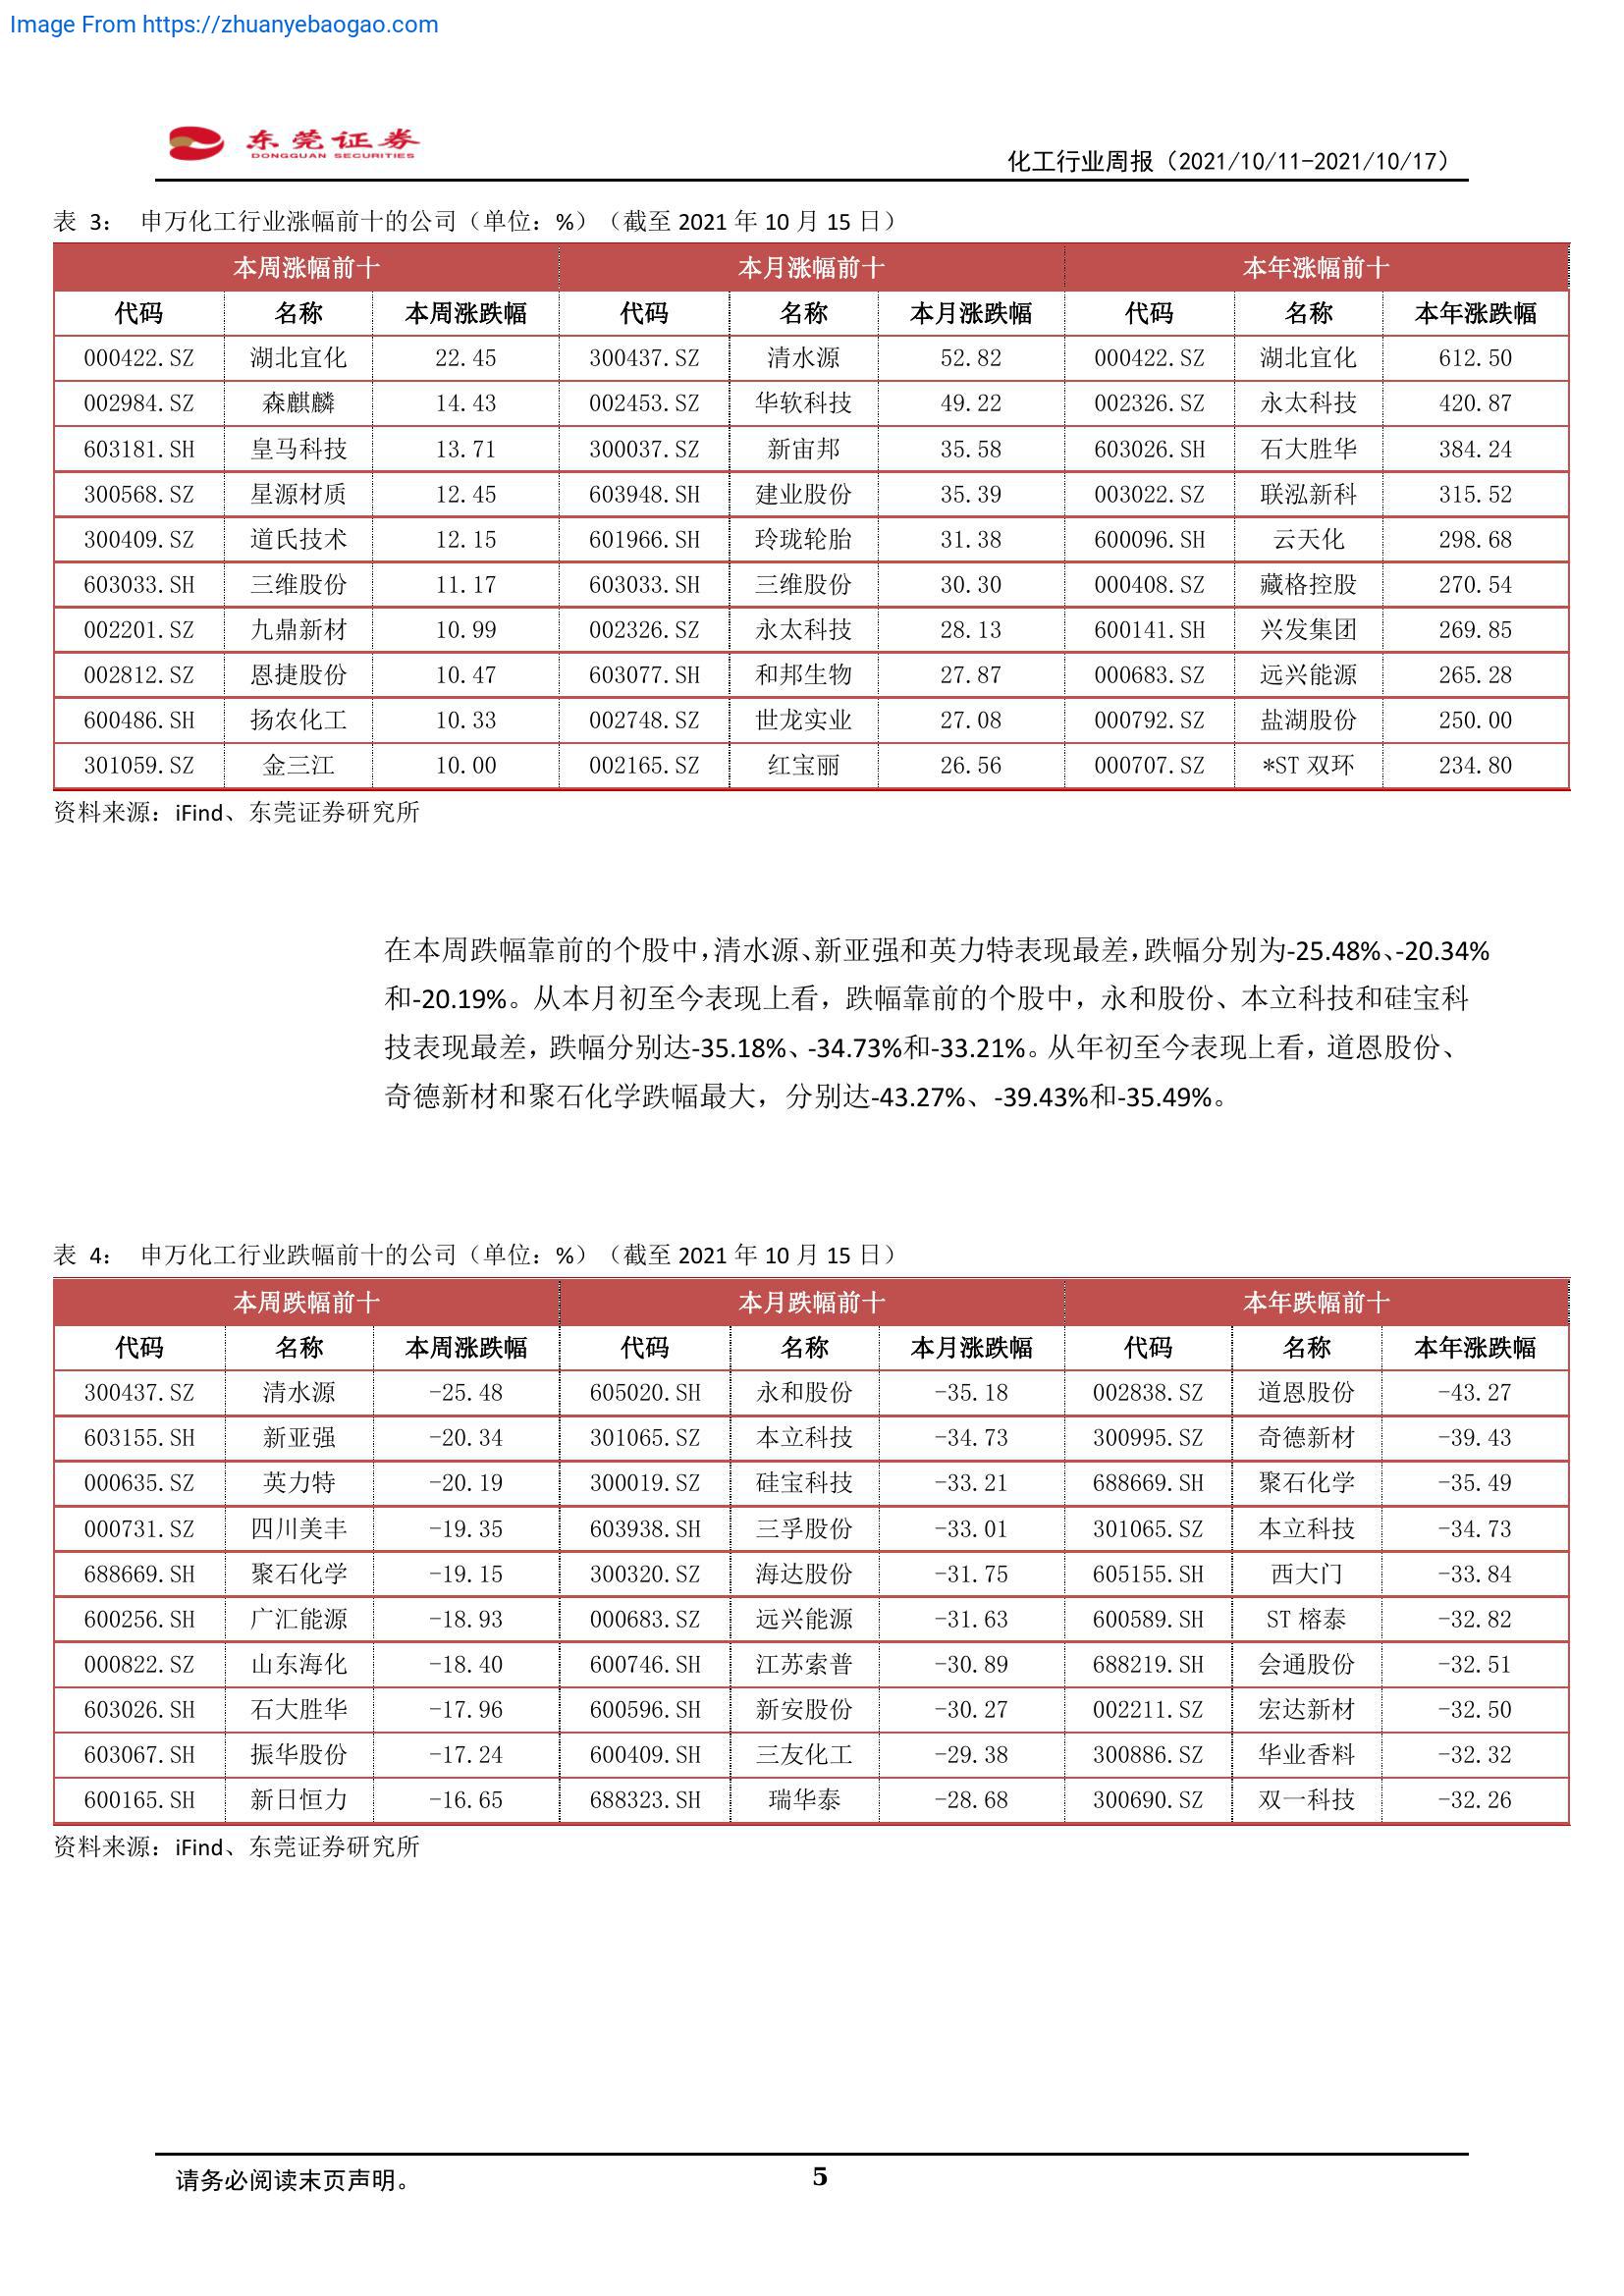 Image From https://zhuanyebaogao.com
东莞证券
DONGGUAN SECURITIES
化工行业周报（2021/10/11-2021/10/17）
表 3： 申万化工行业涨幅前十的公司（单位：%）（截至 2021 年 10 月 15 日）
本周涨幅前十 本月涨幅前十 本年涨幅前十
代码 名称 本周涨跌幅 代码 名称 本月涨跌幅 代码 名称 本年涨跌幅
000422.SZ 湖北宜化 22.45 300437.SZ 清水源 52.82 000422.SZ 湖北宜化 612.50
002984.SZ 森麒麟 14.43 002453.SZ 华软科技 49.22 002326.SZ 永太科技 420.87
603181.SH 皇马科技 13.71 300037.SZ 新宙邦 35.58 603026.SH 石大胜华 384.24
300568.SZ 星源材质 12.45 603948.SH 建业股份 35.39 003022.SZ 联泓新科 315.52
300409.SZ 道氏技术 12.15 601966.SH 玲珑轮胎 31.38 600096.SH 云天化 298.68
603033.SH 三维股份 11.17 603033.SH 三维股份 30.30 000408.SZ 藏格控股 270.54
002201.SZ 九鼎新材 10.99 002326.SZ 永太科技 28.13 600141.SH 兴发集团 269.85
002812.SZ 恩捷股份 10.47 603077.SH 和邦生物 27.87 000683.SZ 远兴能源 265.28
600486.SH 扬农化工 10.33 002748.SZ 世龙实业 27.08 000792.SZ 盐湖股份 250.00
301059.SZ 金三江 10.00 002165.SZ 红宝丽 26.56 000707.SZ *ST 双环 234.80
资料来源：iFind、东莞证券研究所
在本周跌幅靠前的个股中，清水源、新亚强和英力特表现最差，跌幅分别为-25.48%、-20.34%
和-20.19%。从本月初至今表现上看，跌幅靠前的个股中，永和股份、本立科技和硅宝科
技表现最差，跌幅分别达-35.18%、-34.73%和-33.21%。从年初至今表现上看，道恩股份、
奇德新材和聚石化学跌幅最大，分别达-43.27%、-39.43%和-35.49%。
表 4： 申万化工行业跌幅前十的公司（单位：%）（截至 2021 年 10 月 15 日）
本周跌幅前十 本月跌幅前十 本年跌幅前十
代码 名称 本周涨跌幅 代码 名称 本月涨跌幅 代码 名称 本年涨跌幅
300437.SZ 清水源 -25.48 605020.SH 永和股份 -35.18 002838.SZ 道恩股份 -43.27
603155.SH 新亚强 -20.34 301065.SZ 本立科技 -34.73 300995.SZ 奇德新材 -39.43
000635.SZ 英力特 -20.19 300019.SZ 硅宝科技 -33.21 688669.SH 聚石化学 -35.49
000731.SZ 四川美丰 -19.35 603938.SH 三孚股份 -33.01 301065.SZ 本立科技 -34.73
688669.SH 聚石化学 -19.15 300320.SZ 海达股份 -31.75 605155.SH 西大门 -33.84
600256.SH 广汇能源 -18.93 000683.SZ 远兴能源 -31.63 600589.SH ST 榕泰 -32.82
000822.SZ 山东海化 -18.40 600746.SH 江苏索普 -30.89 688219.SH 会通股份 -32.51
603026.SH 石大胜华 -17.96 600596.SH 新安股份 -30.27 002211.SZ 宏达新材 -32.50
603067.SH 振华股份 -17.24 600409.SH 三友化工 -29.38 300886.SZ 华业香料 -32.32
600165.SH 新日恒力 -16.65 688323.SH 瑞华泰 -28.68 300690.SZ 双一科技 -32.26
资料来源：iFind、东莞证券研究所
请务必阅读末页声明。
5